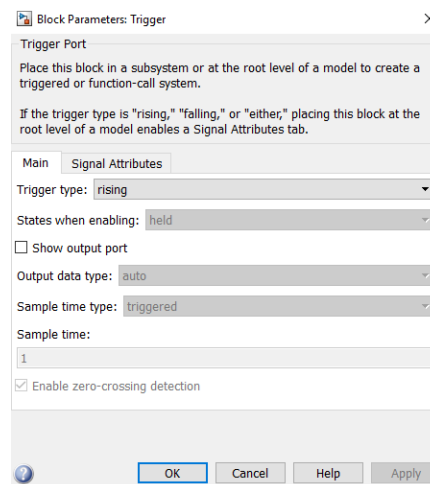 Block Parameters: Trigger
Trigger Port
Place this block in a subsystem or at the root level of a model to create a
triggered or function-call system.
If the trigger type is "rising," "falling," or "either," placing this block at the
root level of a model enables a Signal Attributes tab.
Main Signal Attributes
Trigger type: rising
States when enabling: held
Show output port
Output data type: auto
Sample time type: triggered
Sample time:
1
Enable zero-crossing detection
OK Cancel Help Apply